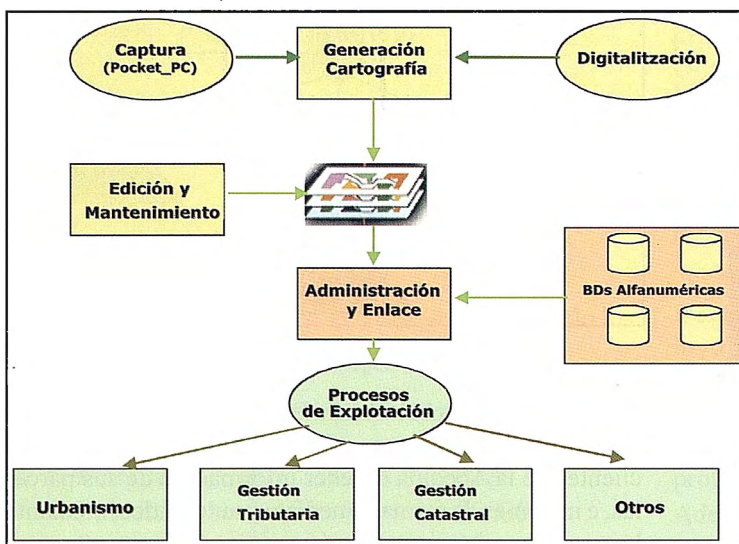 Captura
(Pocket_PC)
Generación
Cartografía
Digitalitzación
Edición y
Mantenimiento
Administración
y Enlace
BDs Alfanuméricas
Procesos
de Explotación
Urbanismo
Gestión
Tributaria
Gestión
Catastral
Otros